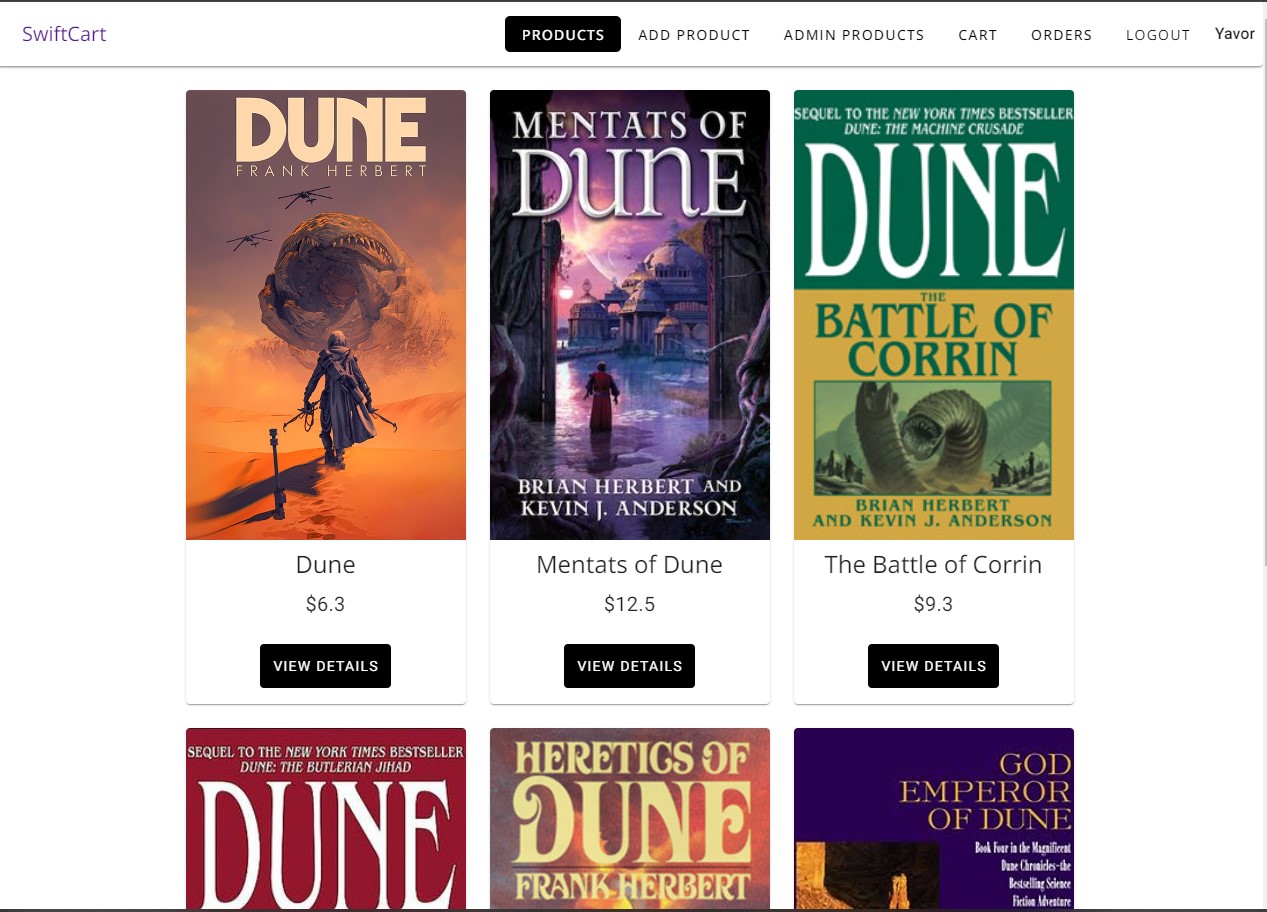 SwiftCart
PRODUCTS
ADD PRODUCT
ADMIN PRODUCTS
CART
ORDERS
LOGOUT
Yavor
DUNE
FRANK HERBERT
Dune
$6.3
VIEW DETAILS
MENTATS OF
DUNE
BRIAN HERBERT AND
KEVIN J. ANDERSON
Mentats of Dune
$12.5
VIEW DETAILS
SEQUEL TO THE NEW YORK TIMES BESTSELLER
DUNE: THE MACHINE CRUSADE
DUNE
THE
BATTLE OF
CORRIN
BRIAN HERBERT
AND KEVIN J. ANDERSON
The Battle of Corrin
$9.3
VIEW DETAILS
SEQUEL TO THE NEW YORK TIMES BESTSELLER
DUNE: THE BUTLERIAN JIHAD
DUNE
HERETICS OF
DUNE
FRANK HERBERT
GOD
EMPEROR
OF DUNE
Book Four in the Magnificent
Dune Chronicles–the
Bestselling Science
Fiction Adventure